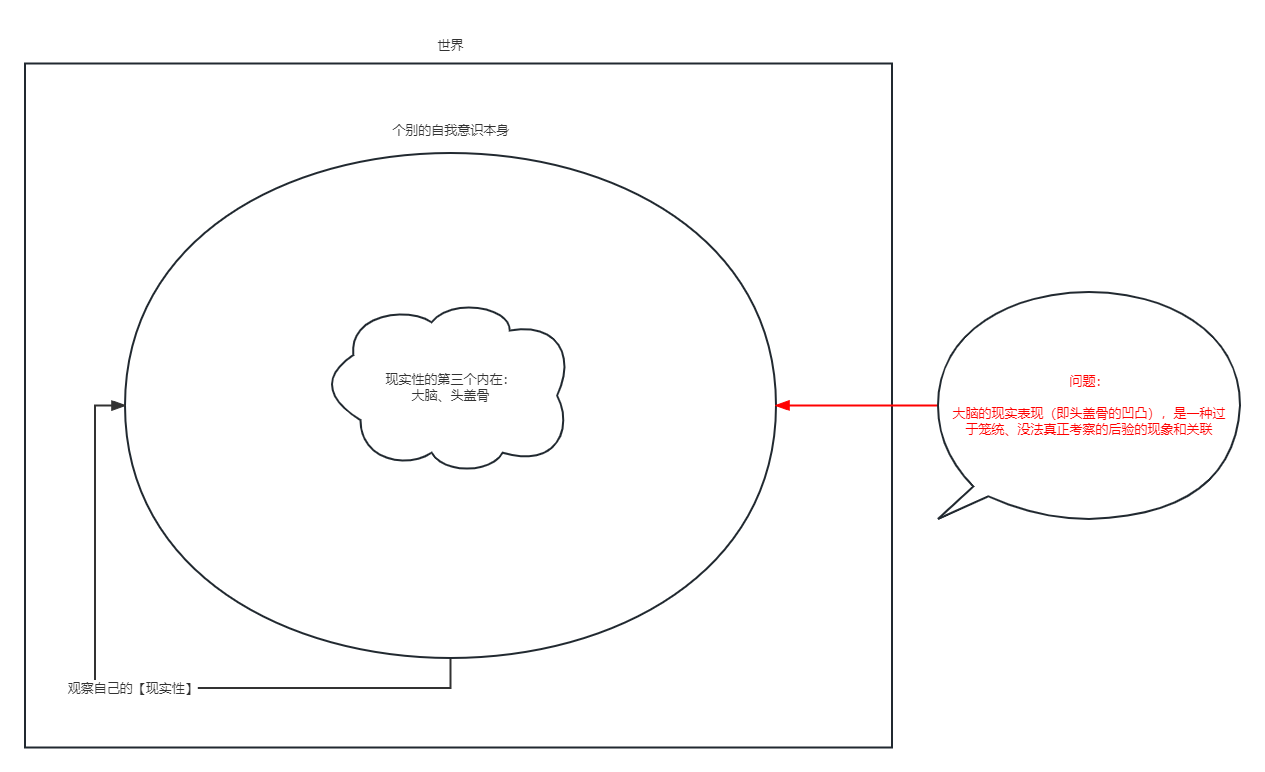 世界
个别的自我意识本身
现实性的第三个内在：
大脑、头盖骨
问题：
大脑的现实表现（即头盖骨的凹凸），是一种过
于笼统、没法真正考察的后验的现象和关联
观察自己的【现实性】